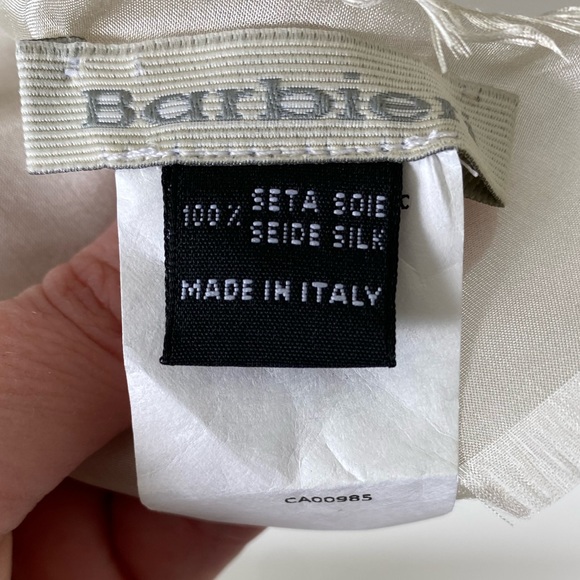 Barbieri
100% SETA SOIE
SEIDE SILK
MADE IN ITALY
C
CA00985